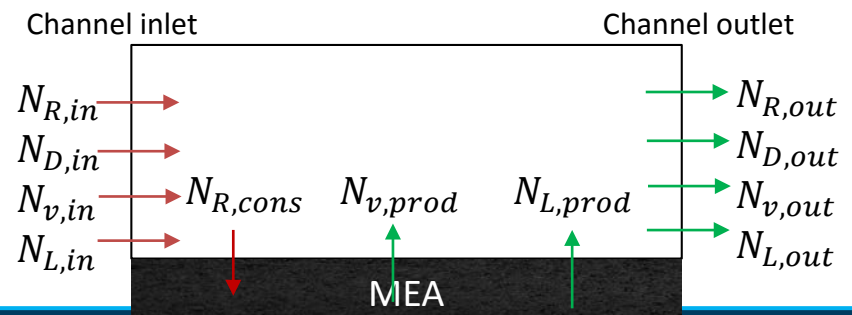 Channel inlet
Channel outlet
N_{R,in}
N_{D,in}
N_{v,in}
N_{L,in}
N_{R,cons}
N_{v,prod}
N_{L,prod}
N_{R,out}
N_{D,out}
N_{v,out}
N_{L,out}
MEA